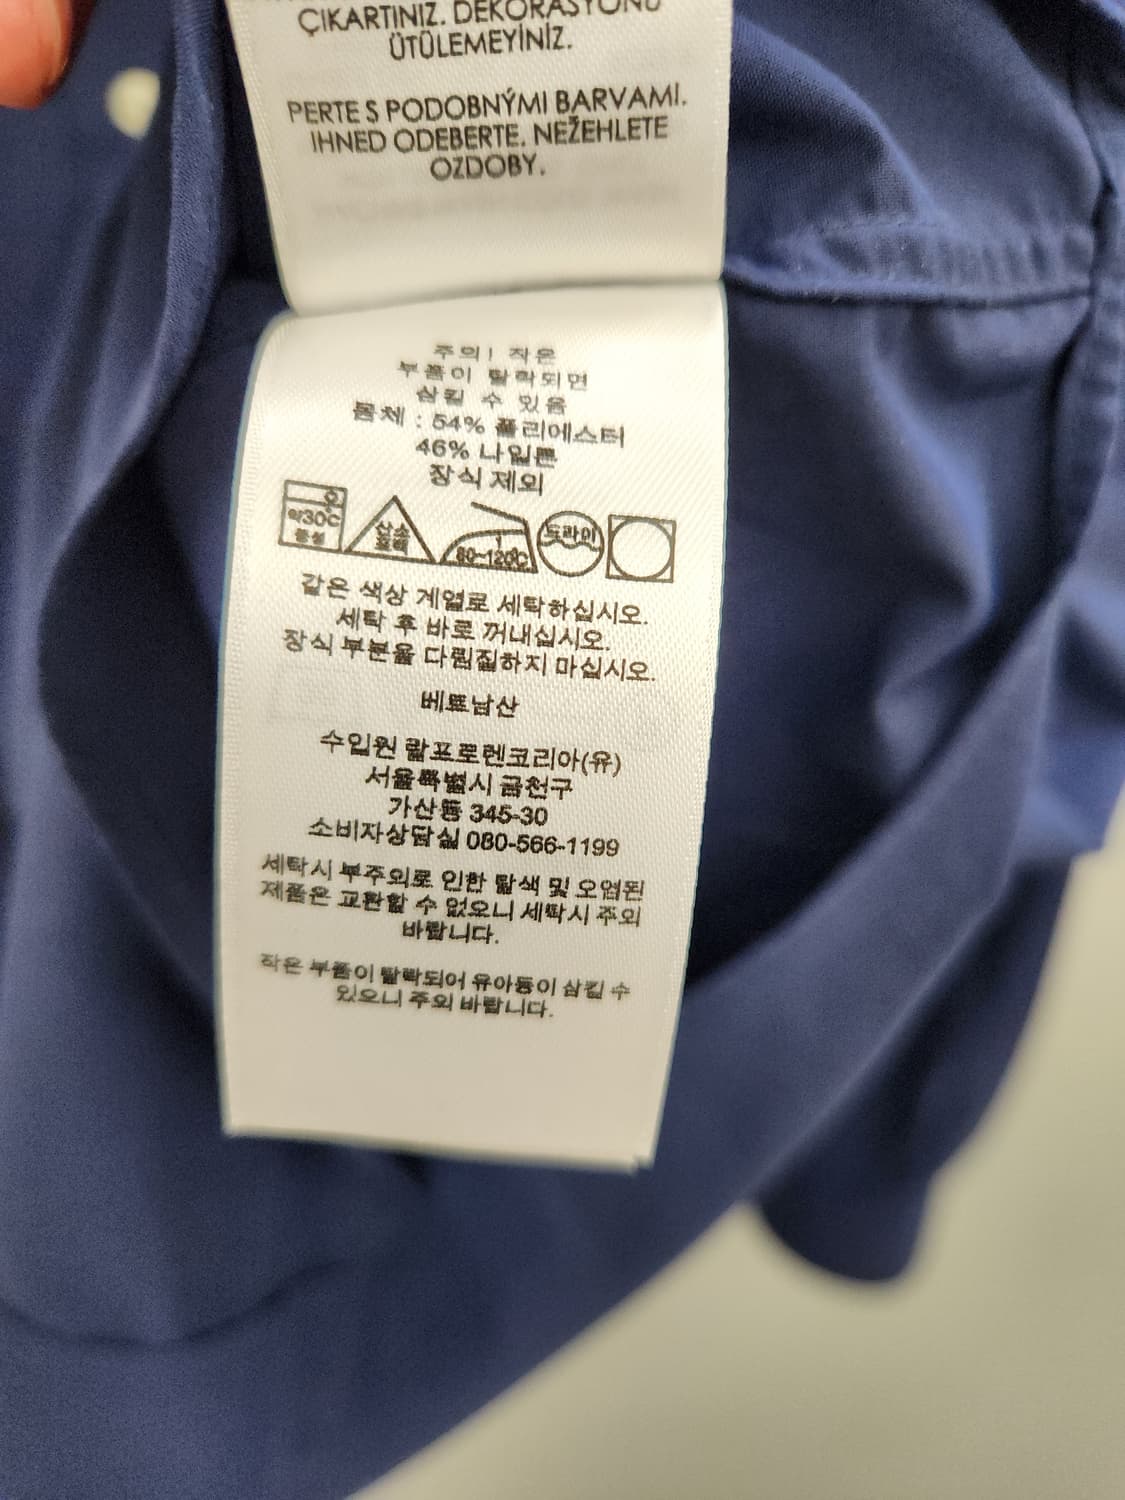 ÇIKARTINIZ. DEKORASYONU
ÜTÜLEMEYİNİZ.
PERTE S PODOBNÝMI BARVAMI.
IHNED ODEBERTE. NEŽEHLETE
OZDOBY.
주의! 작은
부품이 탈락되면
삼킬 수 있음
몸체 : 54% 폴리에스터
46% 나일론
장식 제외
약30℃
중성
산소
표백
80~120℃
드라이
같은 색상 계열로 세탁하십시오.
세탁 후 바로 꺼내십시오.
장식 부분을 다림질하지 마십시오.
베트남산
수입원 랄프로렌코리아(유)
서울특별시 금천구
가산동 345-30
소비자상담실 080-566-1199
세탁시 부주의로 인한 탈색 및 오염된
제품은 교환할 수 없으니 세탁시 주의
바랍니다.
작은 부품이 탈락되어 유아등이 삼킬 수
있으니 주의 바랍니다.